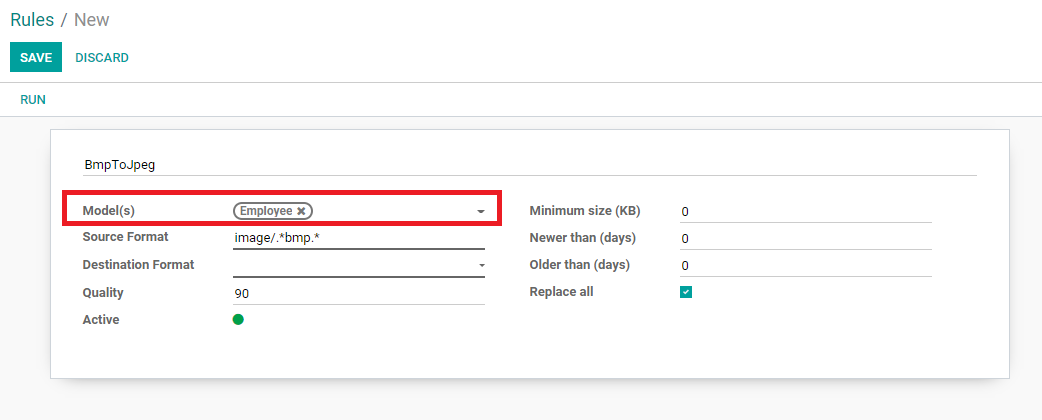 Rules / New
SAVE DISCARD
RUN
BmpToJpeg
Model(s) Employee ✖
Source Format image/.*bmp.*
Destination Format
Quality 90
Active
Minimum size (KB) 0
Newer than (days) 0
Older than (days) 0
Replace all